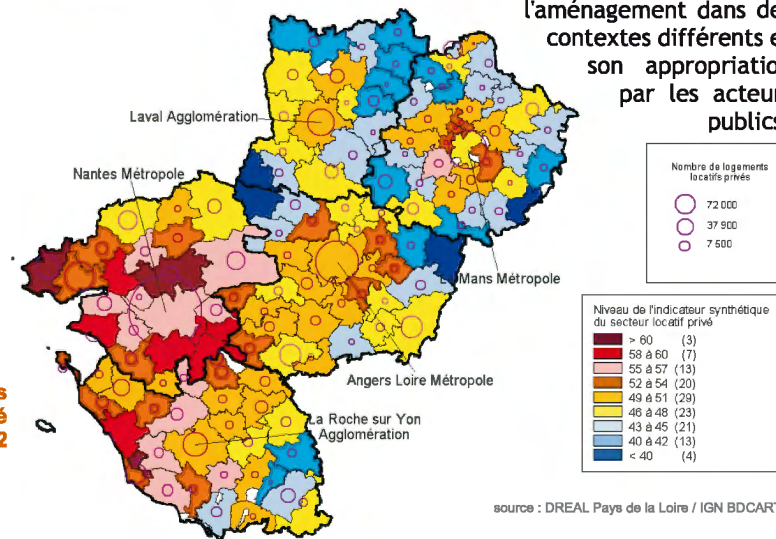 l'aménagement dans de
contextes différents e
son appropriatio
par les acteur
publics
Laval Agglomération
Nantes Métropole
Mans Métropole
Angers Loire Métropole
La Roche sur Yon
Agglomération
s
é
2
Nombre de logements
locatifs privés
72 000
37 900
7 500
Niveau de l'indicateur synthétique
du secteur locatif privé
> 60 (3)
58 à 60 (7)
55 à 57 (13)
52 à 54 (20)
49 à 51 (29)
46 à 48 (23)
43 à 45 (21)
40 à 42 (13)
< 40 (4)
source : DREAL Pays de la Loire / IGN BDCART